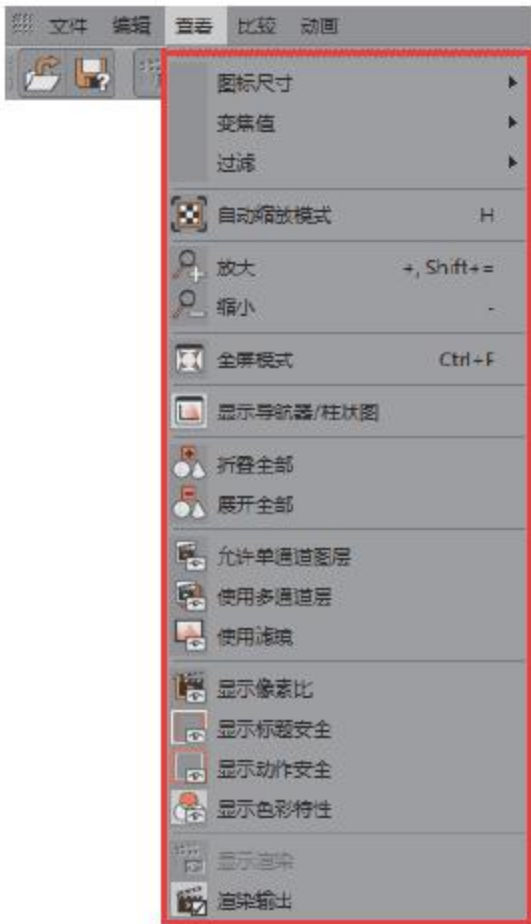 文件 编辑 查看 比较 动画
图标尺寸
变焦值
过滤
自动缩放模式 H
放大 +, Shift+=
缩小 -
全屏模式 Ctrl+F
显示导航器/柱状图
折叠全部
展开全部
允许单通道图层
使用多通道层
使用滤镜
显示像素比
显示标题安全
显示动作安全
显示色彩特性
显示渲染
渲染输出